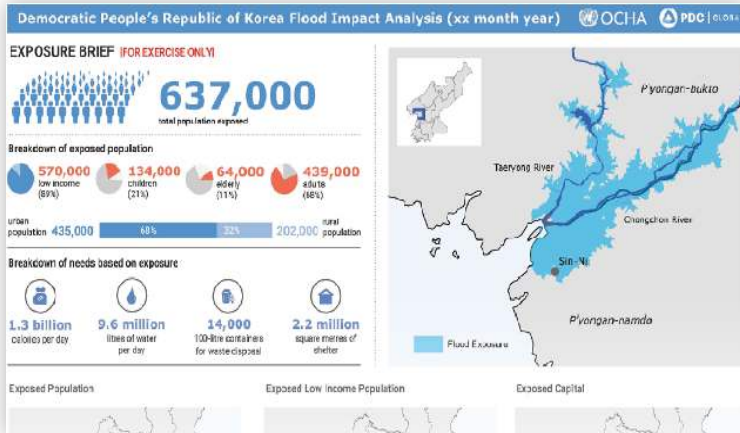 Democratic People's Republic of Korea Flood Impact Analysis (xx month year)
OCHA
PDC | GLOBAL
EXPOSURE BRIEF [FOR EXERCISE ONLY]
637,000
total population exposed
Breakdown of exposed population
570,000
low income
(89%)
134,000
children
(21%)
64,000
elderly
(11%)
439,000
adults
(68%)
urban
population 435,000
68%
32%
202,000 rural
population
Breakdown of needs based on exposure
1.3 billion
calories per day
9.6 million
litres of water
per day
14,000
100-litre containers
for waste disposal
2.2 million
square metres of
shelter
P'yongan-bukto
Taeryong River
Chongchon River
Sin-Ni
P'yongan-namdo
Flood Exposure
Exposed Population
Exposed Low Income Population
Exposed Capital